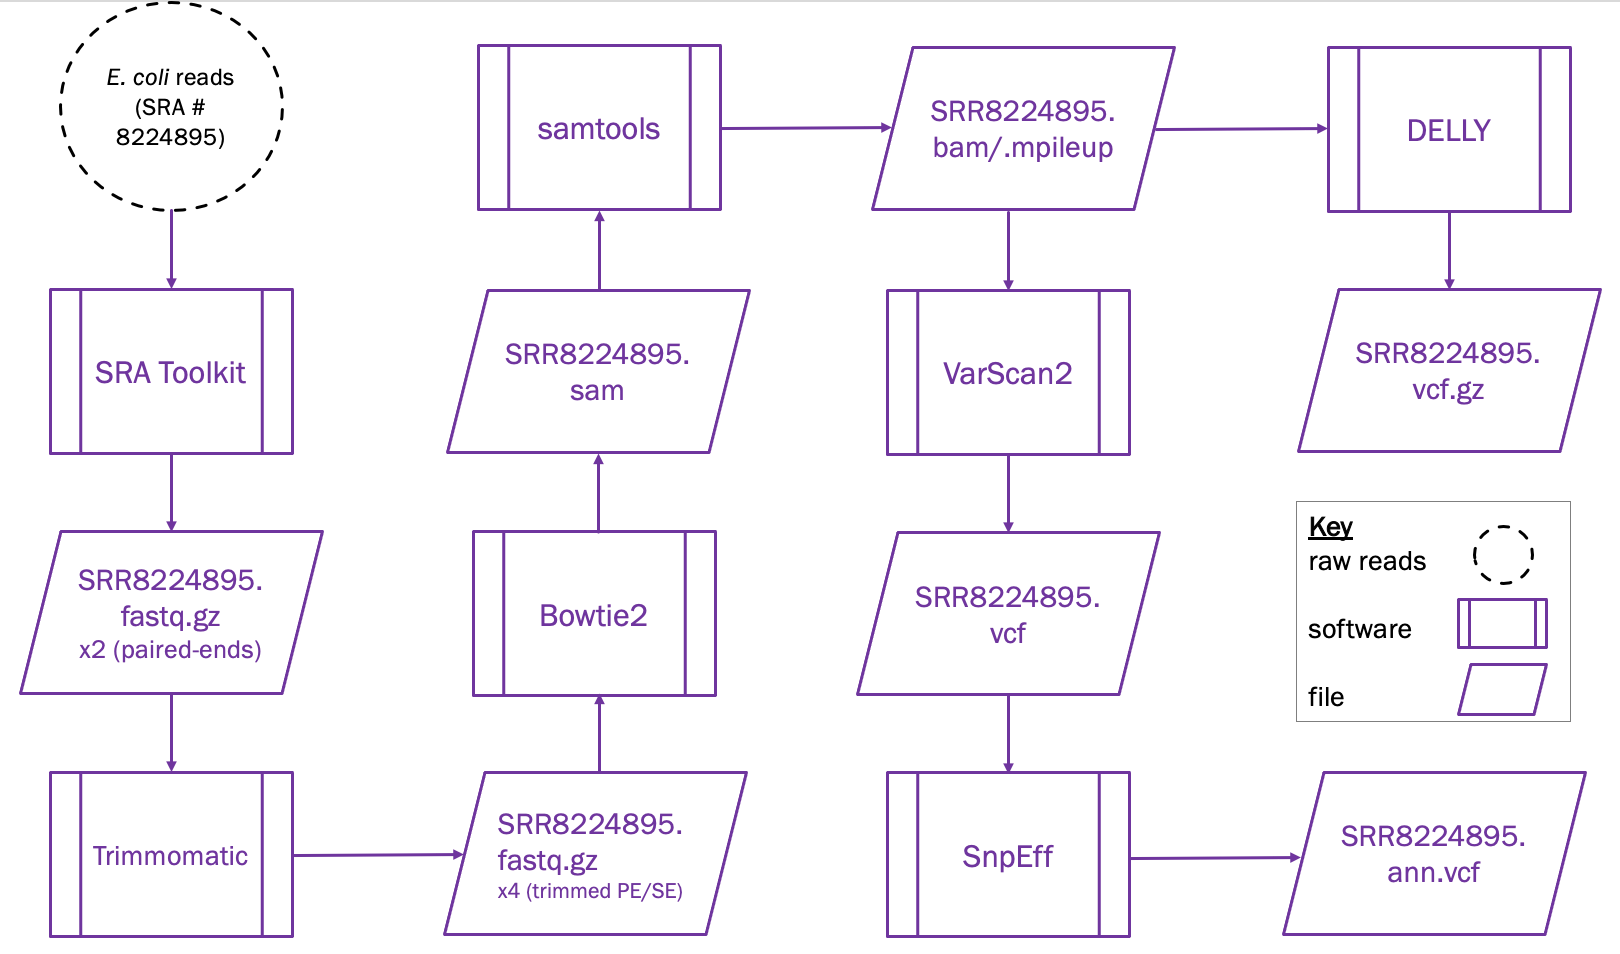 E. coli reads
(SRA #
8224895)
SRA Toolkit
SRR8224895.
fastq.gz
x2 (paired-ends)
Trimmomatic
SRR8224895.
fastq.gz
x4 (trimmed PE/SE)
Bowtie2
SRR8224895.
sam
samtools
SRR8224895.
bam/.mpileup
DELLY
SRR8224895.
vcf.gz
VarScan2
SRR8224895.
vcf
SnpEff
SRR8224895.
ann.vcf
Key
raw reads
software
file